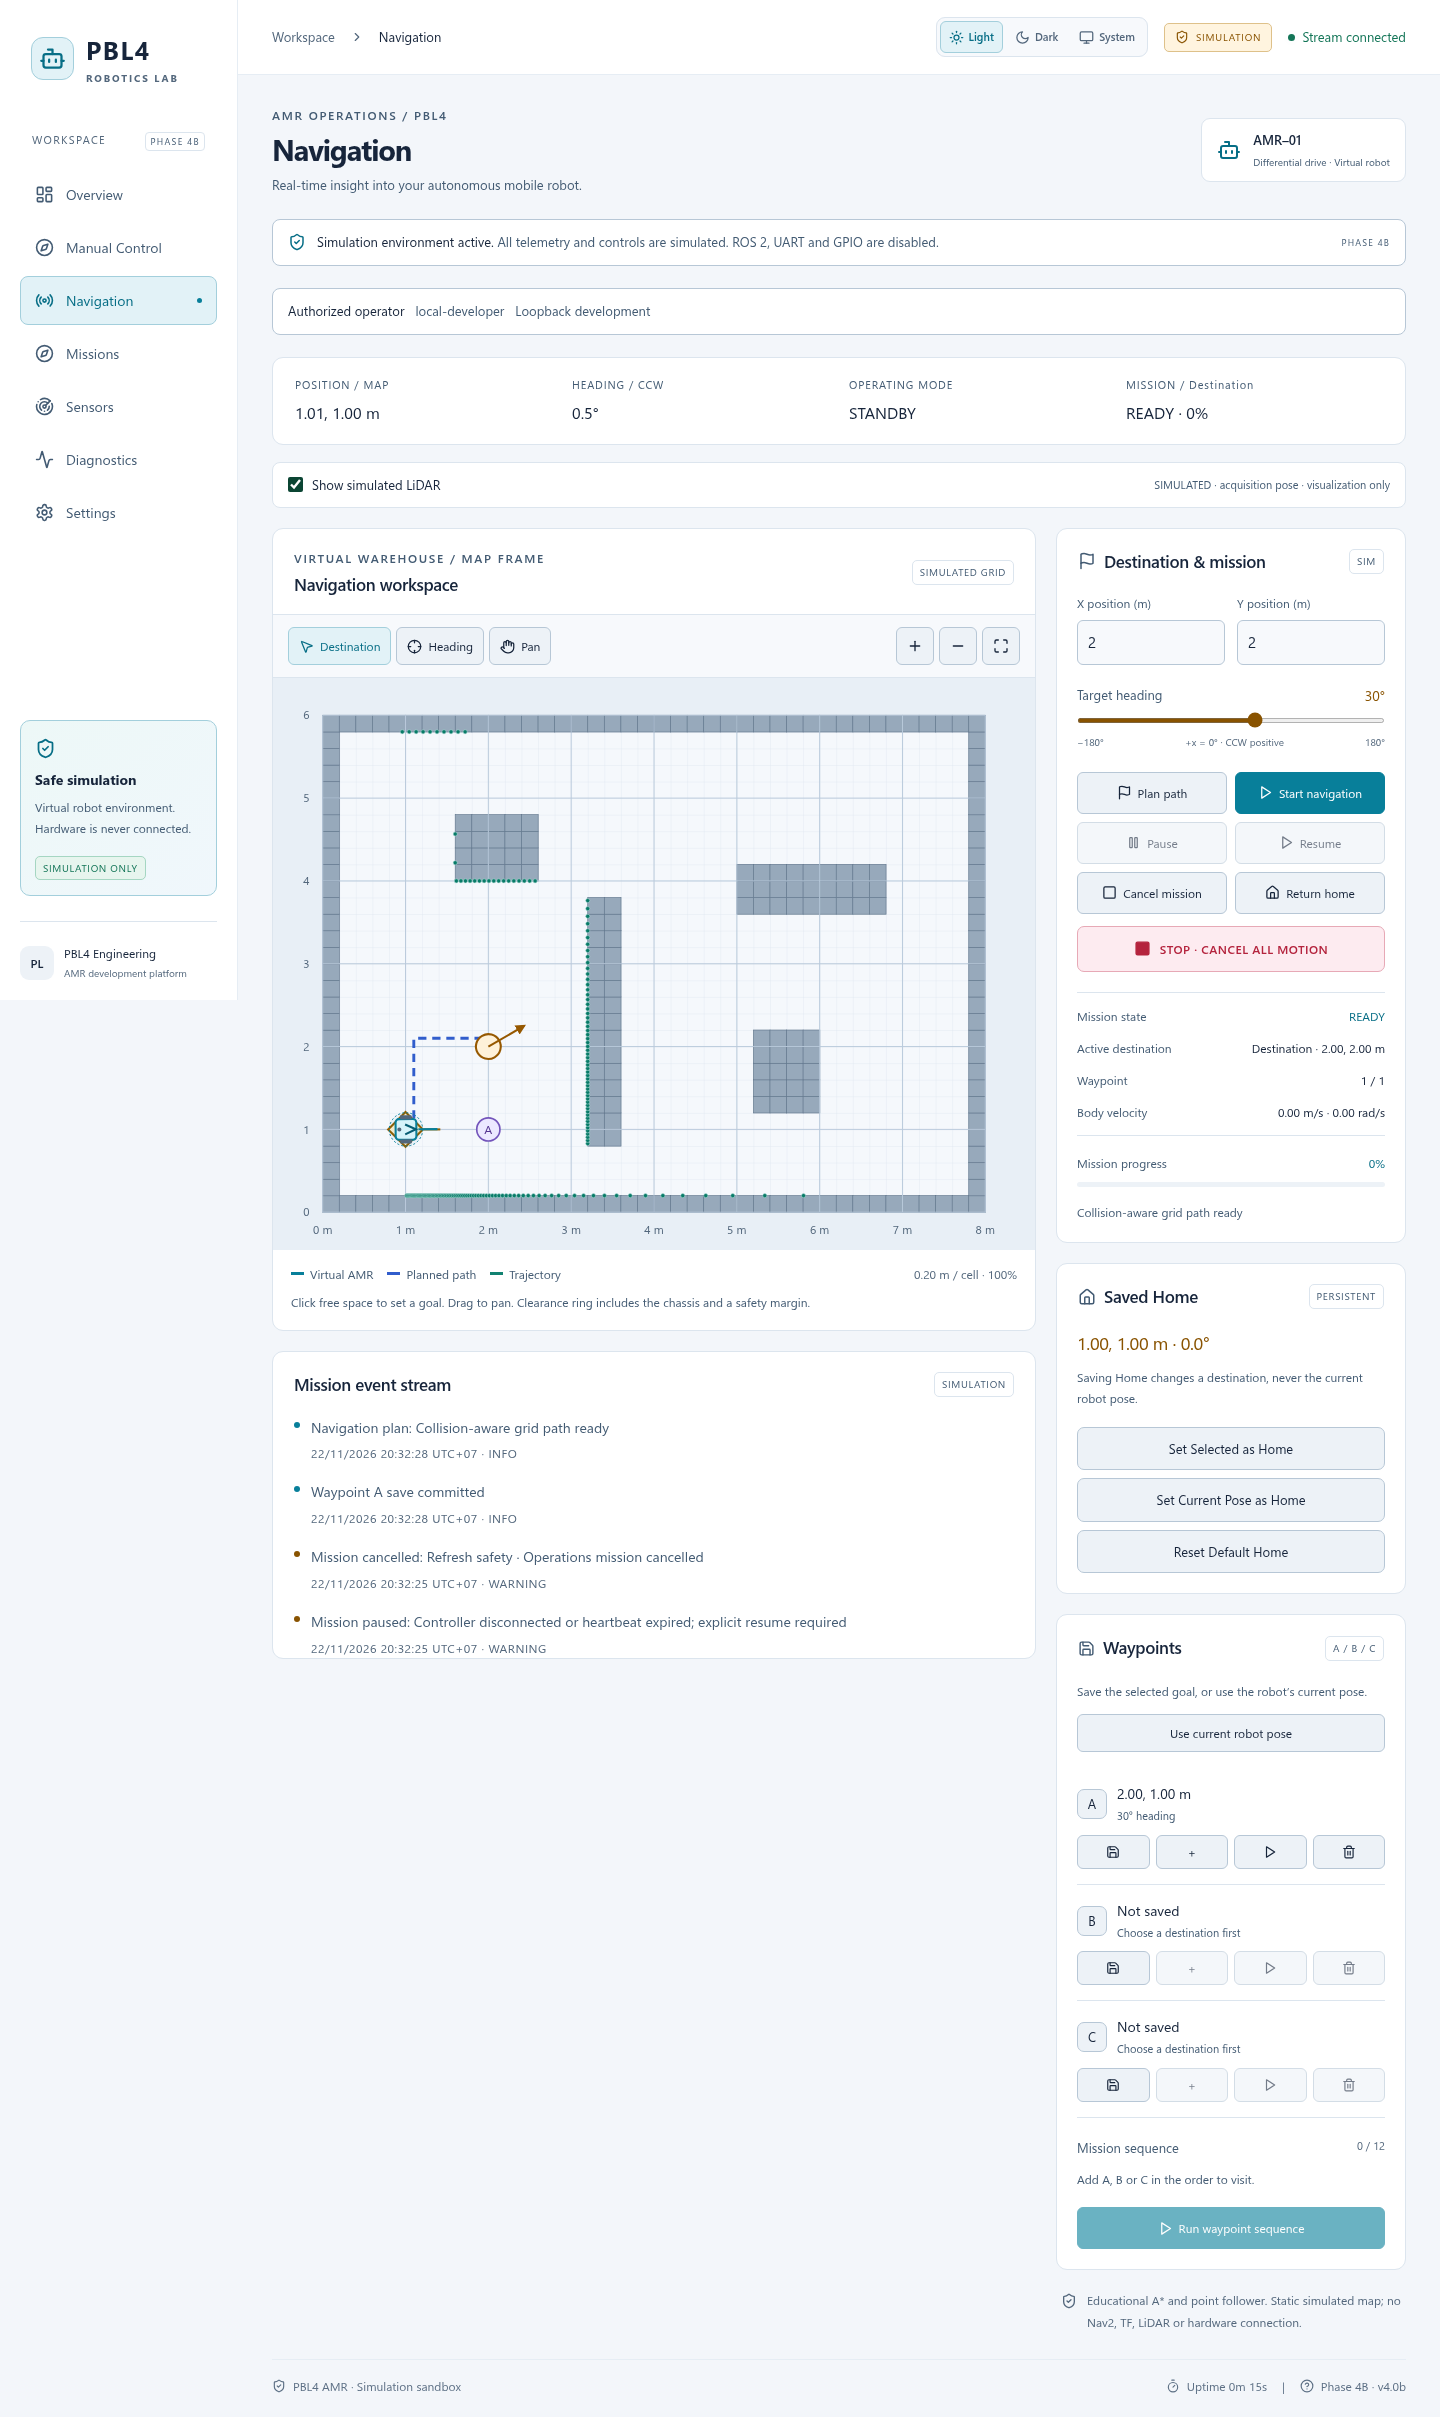 PBL4
ROBOTICS LAB
WORKSPACE
PHASE 4B
Overview
Manual Control
Navigation
Missions
Sensors
Diagnostics
Settings
Safe simulation
Virtual robot environment.
Hardware is never connected.
SIMULATION ONLY
PL
PBL4 Engineering
AMR development platform
Workspace > Navigation
Light
Dark
System
SIMULATION
Stream connected
AMR OPERATIONS / PBL4
Navigation
Real-time insight into your autonomous mobile robot.
AMR–01
Differential drive · Virtual robot
Simulation environment active. All telemetry and controls are simulated. ROS 2, UART and GPIO are disabled.
PHASE 4B
Authorized operator local-developer Loopback development
POSITION / MAP
1.01, 1.00 m
HEADING / CCW
0.5°
OPERATING MODE
STANDBY
MISSION / Destination
READY · 0%
Show simulated LiDAR
SIMULATED · acquisition pose · visualization only
VIRTUAL WAREHOUSE / MAP FRAME
Navigation workspace
SIMULATED GRID
Destination
Heading
Pan
6
5
4
3
2
1
0
A
0 m 1 m 2 m 3 m 4 m 5 m 6 m 7 m 8 m
Virtual AMR
Planned path
Trajectory
0.20 m / cell · 100%
Click free space to set a goal. Drag to pan. Clearance ring includes the chassis and a safety margin.
Mission event stream
SIMULATION
Navigation plan: Collision-aware grid path ready
22/11/2026 20:32:28 UTC+07 · INFO
Waypoint A save committed
22/11/2026 20:32:28 UTC+07 · INFO
Mission cancelled: Refresh safety · Operations mission cancelled
22/11/2026 20:32:25 UTC+07 · WARNING
Mission paused: Controller disconnected or heartbeat expired; explicit resume required
22/11/2026 20:32:25 UTC+07 · WARNING
Destination & mission
SIM
X position (m)
2
Y position (m)
2
Target heading
30°
−180°
+x = 0° · CCW positive
180°
Plan path
Start navigation
Pause
Resume
Cancel mission
Return home
STOP · CANCEL ALL MOTION
Mission state READY
Active destination Destination · 2.00, 2.00 m
Waypoint 1 / 1
Body velocity 0.00 m/s · 0.00 rad/s
Mission progress 0%
Collision-aware grid path ready
Saved Home
PERSISTENT
1.00, 1.00 m · 0.0°
Saving Home changes a destination, never the current
robot pose.
Set Selected as Home
Set Current Pose as Home
Reset Default Home
Waypoints
A / B / C
Save the selected goal, or use the robot's current pose.
Use current robot pose
A
2.00, 1.00 m
30° heading
+
B
Not saved
Choose a destination first
+
C
Not saved
Choose a destination first
+
Mission sequence 0 / 12
Add A, B or C in the order to visit.
Run waypoint sequence
Educational A* and point follower. Static simulated map; no
Nav2, TF, LiDAR or hardware connection.
PBL4 AMR · Simulation sandbox
Uptime 0m 15s | Phase 4B · v4.0b